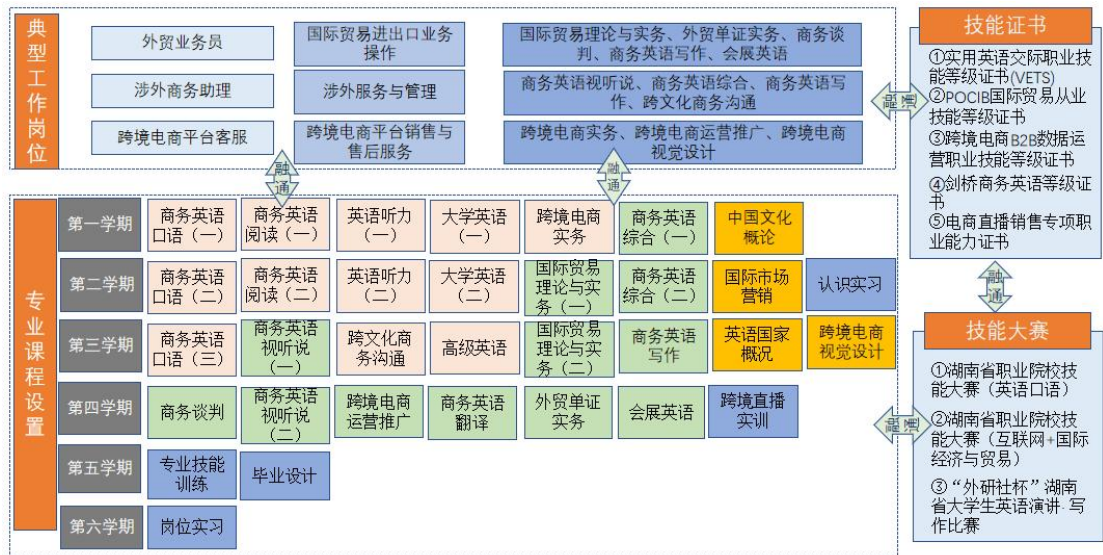 典型工作岗位
外贸业务员
国际贸易进出口业务
操作
国际贸易理论与实务、外贸单证实务、商务谈
判、商务英语写作、会展英语
涉外商务助理
涉外服务与管理
商务英语视听说、商务英语综合、商务英语写
作、跨文化商务沟通
跨境电商平台客服
跨境电商平台销售与
售后服务
跨境电商实务、跨境电商运营推广、跨境电商
视觉设计
融通
技能证书
①实用英语交际职业技
能等级证书(VETS)
②POCIB国际贸易从业
技能等级证书
③跨境电商B2B数据运
营职业技能等级证书
④剑桥商务英语等级证
书
⑤电商直播销售专项职
业能力证书
融通
融通
专业课程设置
第一学期
商务英语
口语（一）
商务英语
阅读（一）
英语听力
（一）
大学英语
（一）
跨境电商
实务
商务英语
综合（一）
中国文化
概论
第二学期
商务英语
口语（二）
商务英语
阅读（二）
英语听力
（二）
大学英语
（二）
国际贸易
理论与实
务（一）
商务英语
综合（二）
国际市场
营销
认识实习
第三学期
商务英语
口语（三）
商务英语
视听说
（一）
跨文化商
务沟通
高级英语
国际贸易
理论与实
务（二）
商务英语
写作
英语国家
概况
跨境电商
视觉设计
第四学期
商务谈判
商务英语
视听说
（二）
跨境电商
运营推广
商务英语
翻译
外贸单证
实务
会展英语
跨境直播
实训
第五学期
专业技能
训练
毕业设计
第六学期
岗位实习
融通
融通
技能大赛
①湖南省职业院校技
能大赛（英语口语）
②湖南省职业院校技
能大赛（互联网+国际
经济与贸易）
③“外研社杯”湖南
省大学生英语演讲·写
作比赛